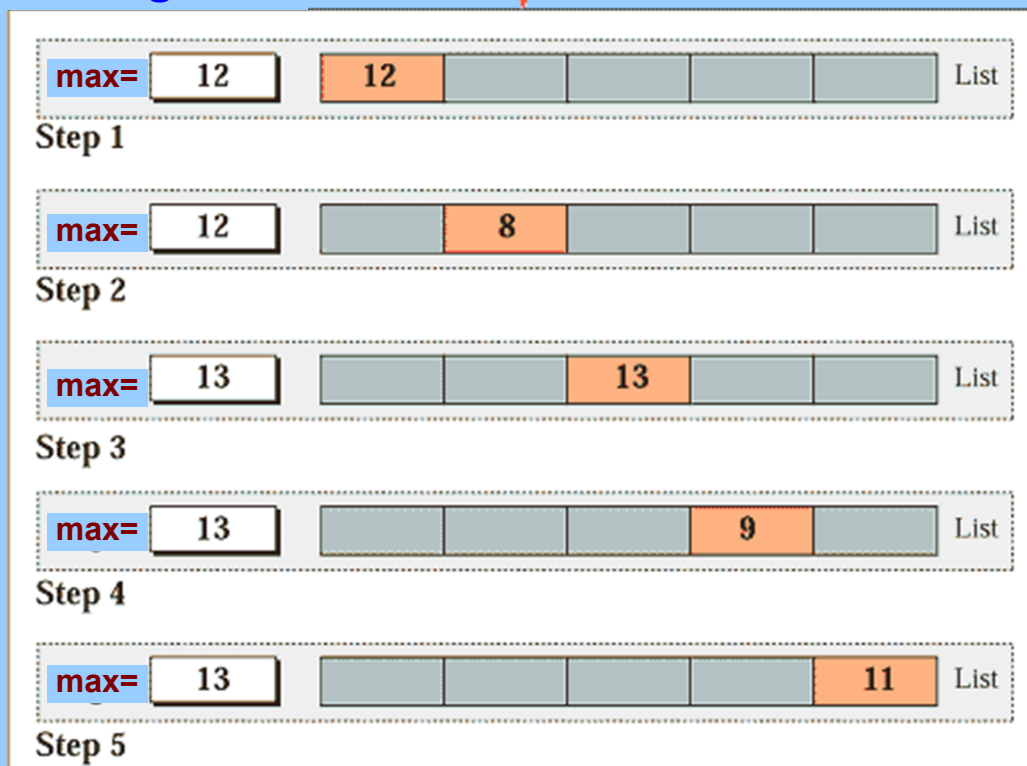 max= 12 12 List
Step 1
max= 12 8 List
Step 2
max= 13 13 List
Step 3
max= 13 9 List
Step 4
max= 13 11 List
Step 5